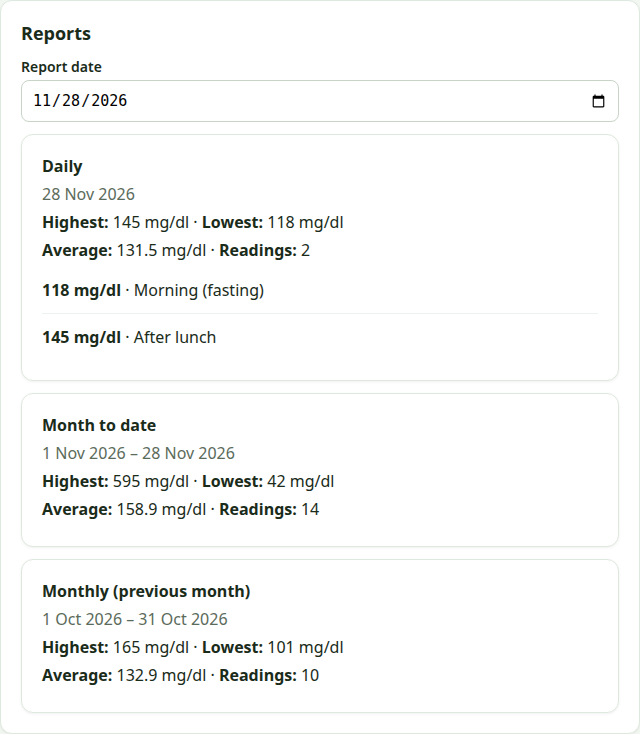 Reports
Report date
11/28/2026
Daily
28 Nov 2026
Highest: 145 mg/dl · Lowest: 118 mg/dl
Average: 131.5 mg/dl · Readings: 2
118 mg/dl · Morning (fasting)
145 mg/dl · After lunch
Month to date
1 Nov 2026 – 28 Nov 2026
Highest: 595 mg/dl · Lowest: 42 mg/dl
Average: 158.9 mg/dl · Readings: 14
Monthly (previous month)
1 Oct 2026 – 31 Oct 2026
Highest: 165 mg/dl · Lowest: 101 mg/dl
Average: 132.9 mg/dl · Readings: 10